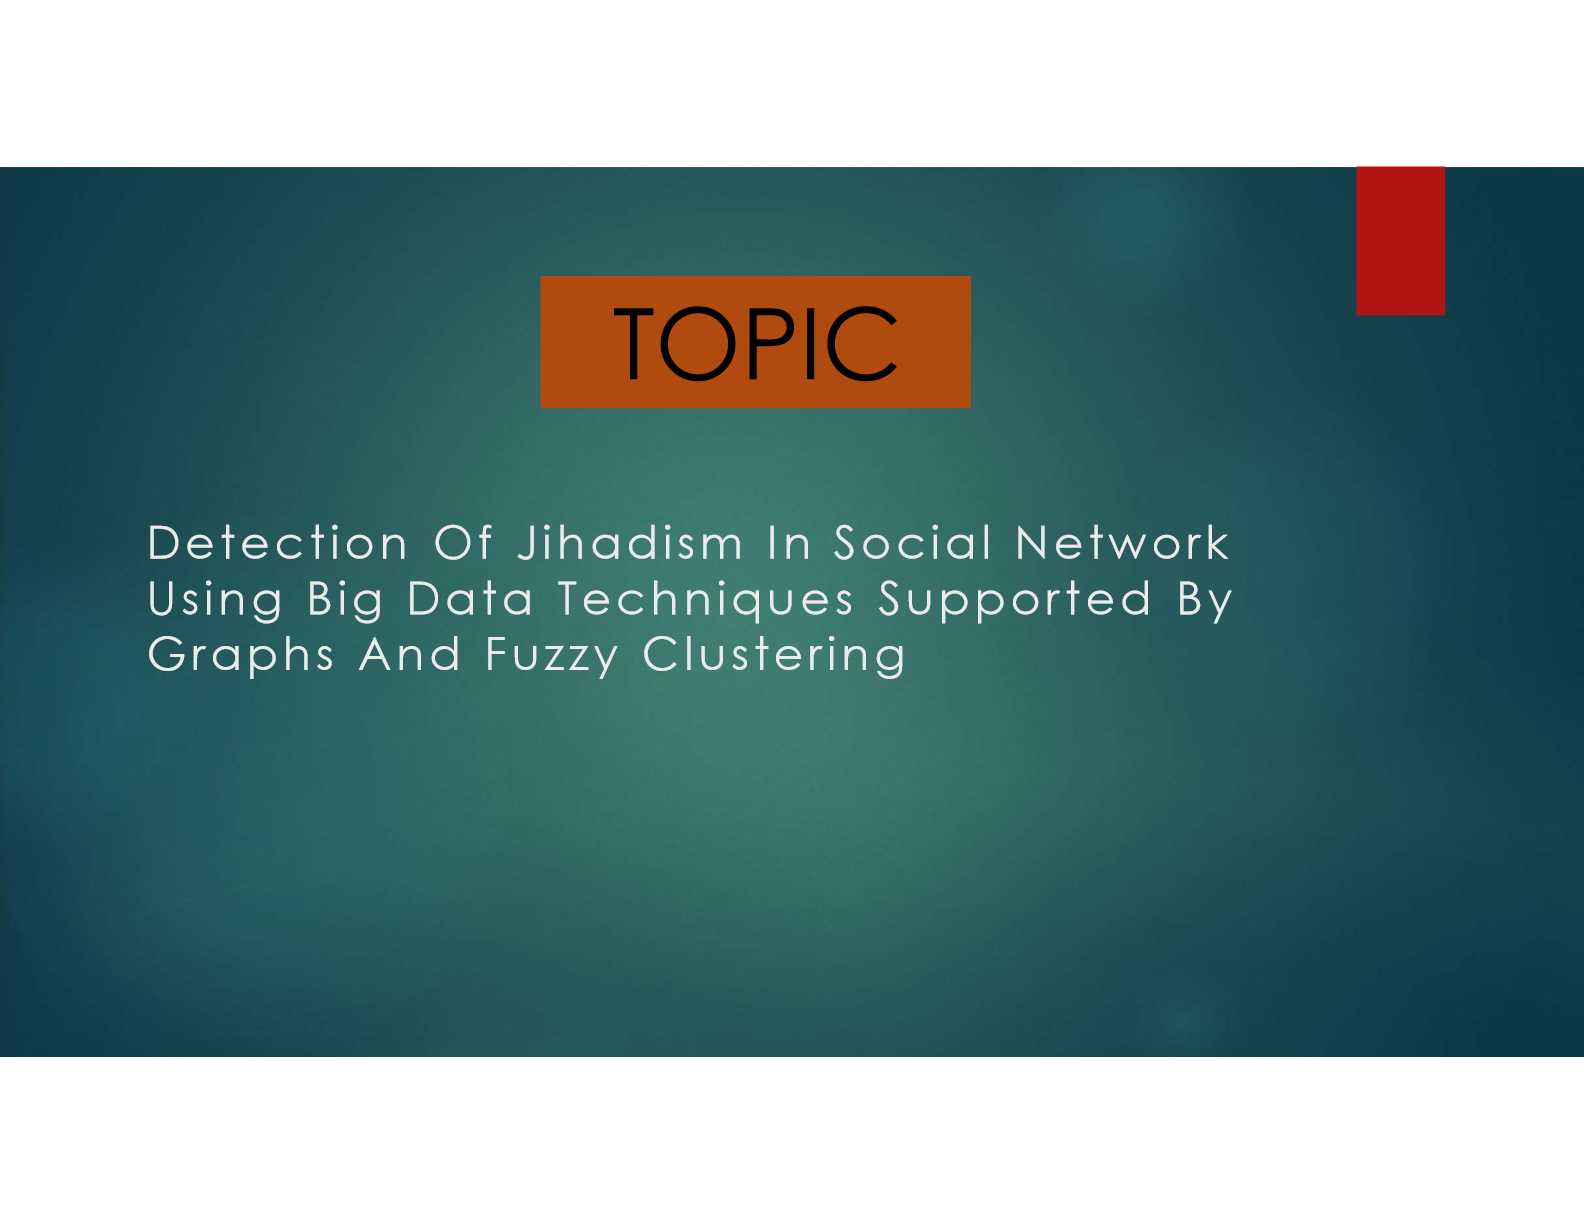 TOPIC
Detection Of Jihadism In Social Network
Using Big Data Techniques Supported By
Graphs And Fuzzy Clustering